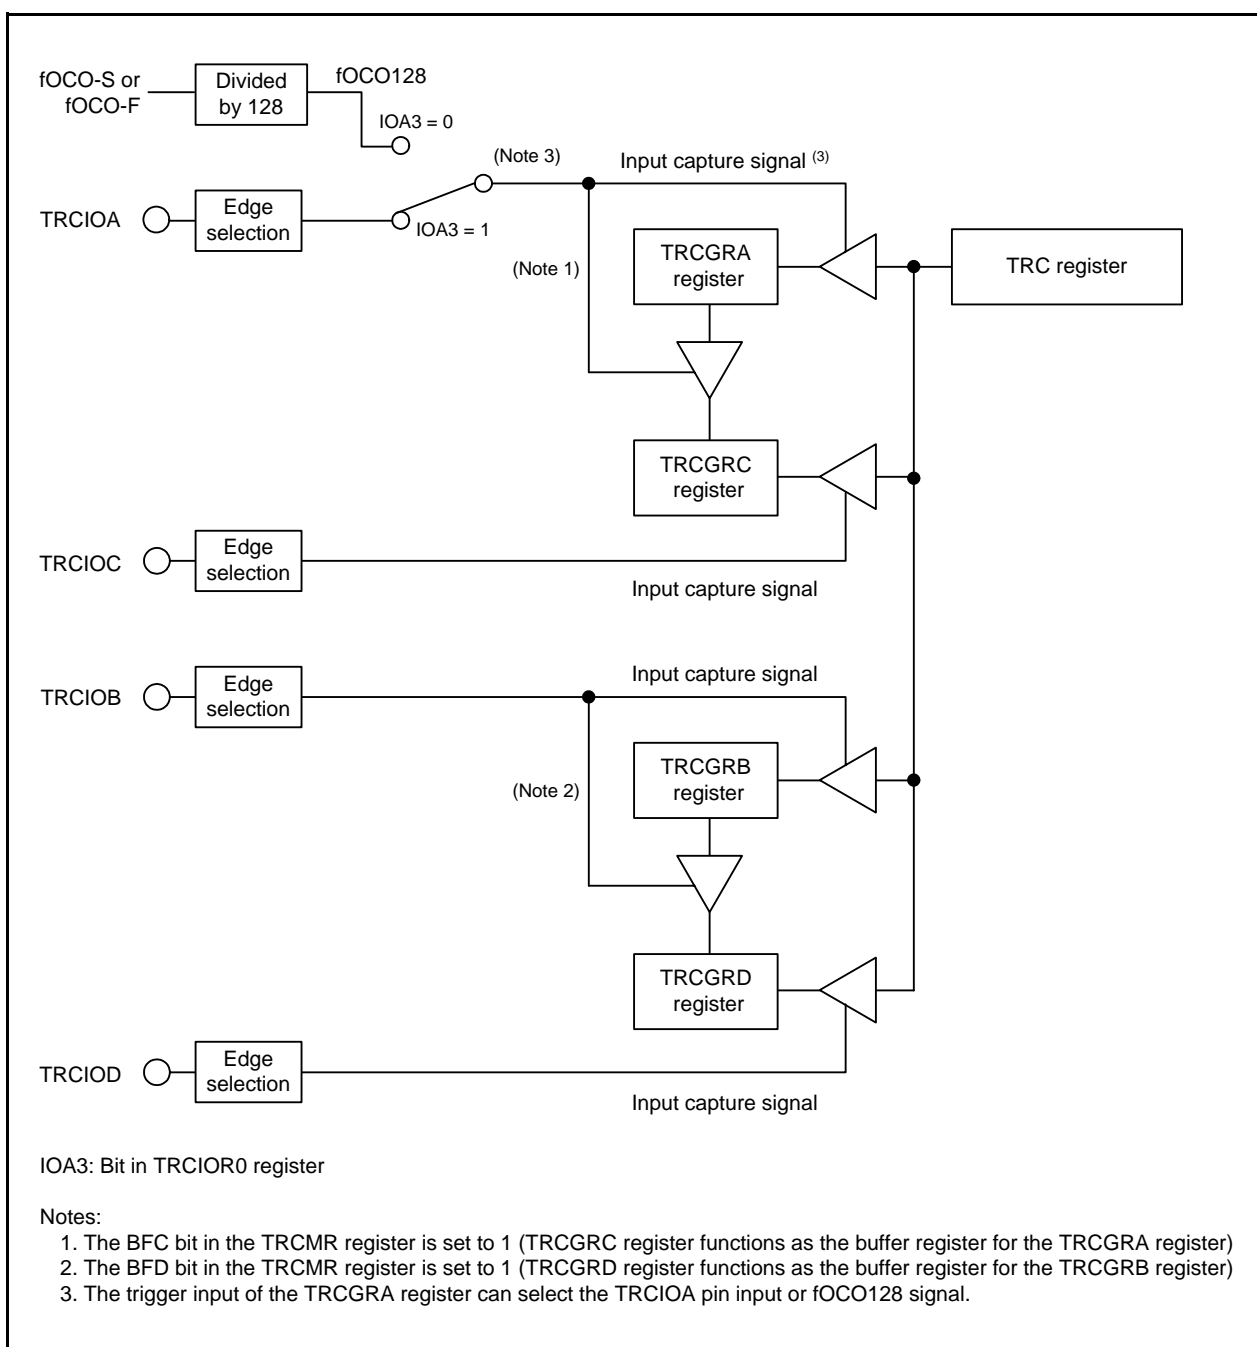 fOCO-S or
fOCO-F
Divided
by 128
fOCO128
IOA3 = 0
(Note 3)
Input capture signal (3)
TRCIOA
Edge
selection
IOA3 = 1
(Note 1)
TRCGRA
register
TRC register
TRCGRC
register
TRCIOC
Edge
selection
Input capture signal
TRCIOB
Edge
selection
Input capture signal
(Note 2)
TRCGRB
register
TRCGRD
register
TRCIOD
Edge
selection
Input capture signal
IOA3: Bit in TRCIOR0 register
Notes:
1. The BFC bit in the TRCMR register is set to 1 (TRCGRC register functions as the buffer register for the TRCGRA register)
2. The BFD bit in the TRCMR register is set to 1 (TRCGRD register functions as the buffer register for the TRCGRB register)
3. The trigger input of the TRCGRA register can select the TRCIOA pin input or fOCO128 signal.